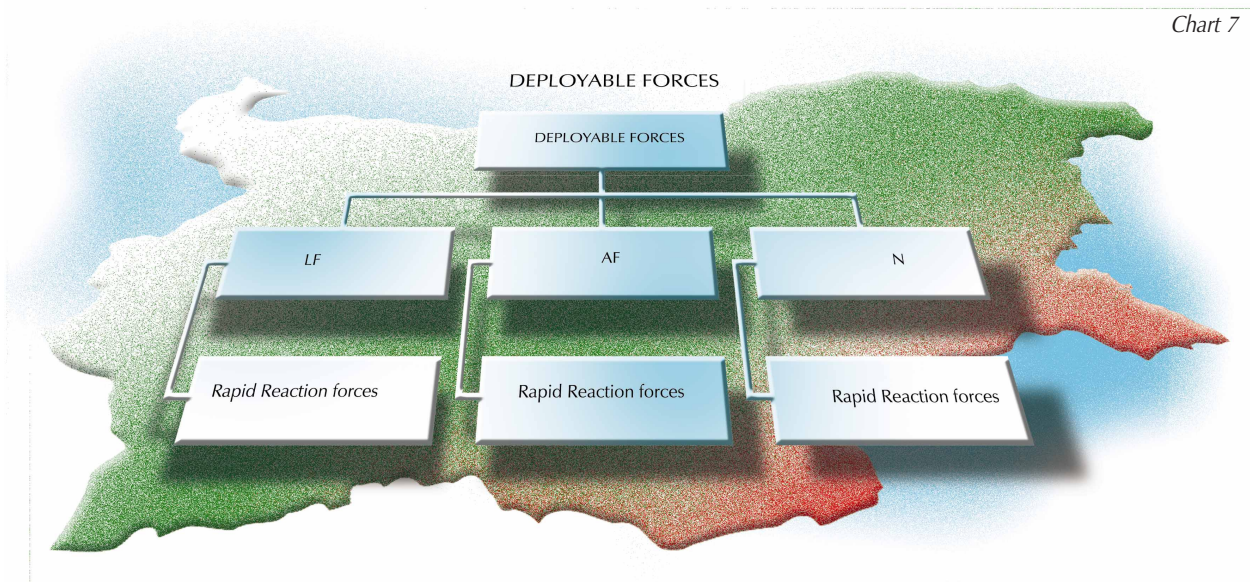 Chart 7
DEPLOYABLE FORCES
DEPLOYABLE FORCES
LF
AF
N
Rapid Reaction forces
Rapid Reaction forces
Rapid Reaction forces